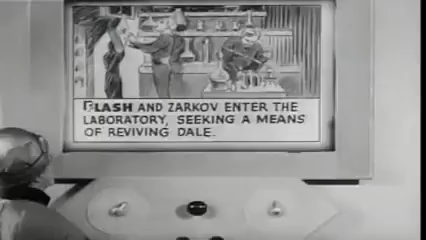 FLASH AND ZARKOV ENTER THE
LABORATORY, SEEKING A MEANS
OF REVIVING DALE.